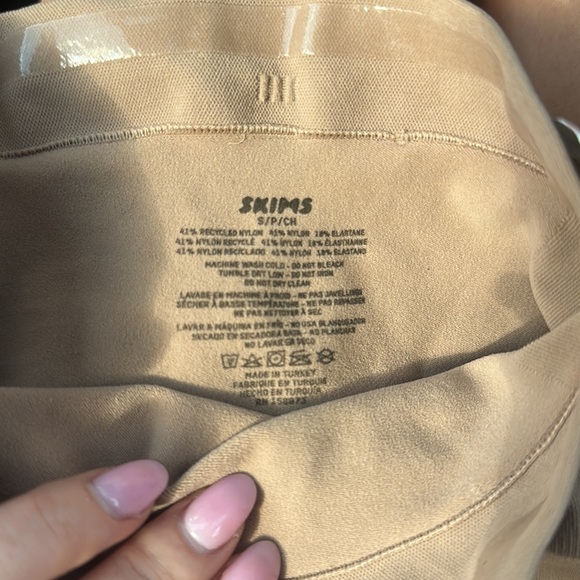 SKIMS
S/P/CH
41% RECYCLED NYLON 41% NYLON 18% ELASTANE
41% NYLON RECYCLÉ 41% NYLON 18% ÉLASTHANNE
41% NYLON RECICLADO 41% NYLON 18% ELASTANO
MACHINE WASH COLD - DO NOT BLEACH
TUMBLE DRY LOW - DO NOT IRON
DO NOT DRY CLEAN
LAVABLE EN MACHINE À FROID - NE PAS JAVELLISER
SÉCHER À BASSE TEMPÉRATURE - NE PAS REPASSER
NE PAS NETTOYER À SEC
LAVAR A MÁQUINA EN FRÍO - NO USA BLANQUEADOR
SECADO EN SECADORA BAJA - NO PLANCHAR
NO LAVAR EN SECO
MADE IN TURKEY
FABRIQUÉ EN TURQUIE
HECHO EN TURQUÍA
RN 158973